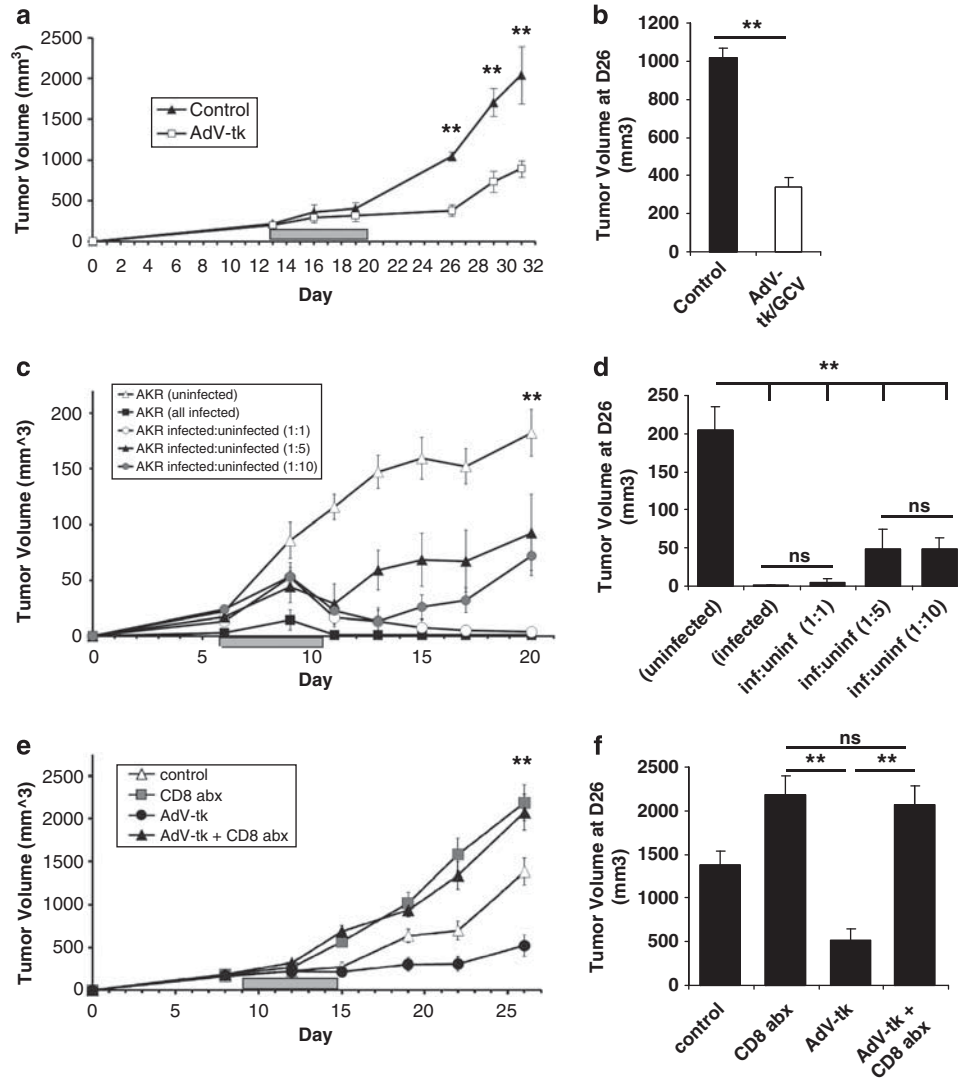 a
Tumor Volume (mm³)
2500
2000
1500
1000
500
0
Control
AdV-tk
**
**
**
0 2 4 6 8 10 12 14 16 18 20 22 24 26 28 30 32
Day
b
Tumor Volume at D26
(mm3)
1200
1000
800
600
400
200
0
**
Control
AdV-
tk/GCV
c
Tumor Volume (mm^3)
200
150
100
50
0
AKR (uninfected)
AKR (all infected)
AKR infected:uninfected (1:1)
AKR infected:uninfected (1:5)
AKR infected:uninfected (1:10)
**
0 5 10 15 20
Day
d
Tumor Volume at D26
(mm3)
250
200
150
100
50
0
**
ns
ns
(uninfected)
(infected)
inf:uninf (1:1)
inf:uninf (1:5)
inf:uninf (1:10)
e
Tumor Volume (mm^3)
2500
2000
1500
1000
500
0
control
CD8 abx
AdV-tk
AdV-tk + CD8 abx
**
0 5 10 15 20 25
Day
f
Tumor Volume at D26
(mm3)
2500
2000
1500
1000
500
0
ns
** **
control
CD8 abx
AdV-tk
AdV-tk +
CD8 abx